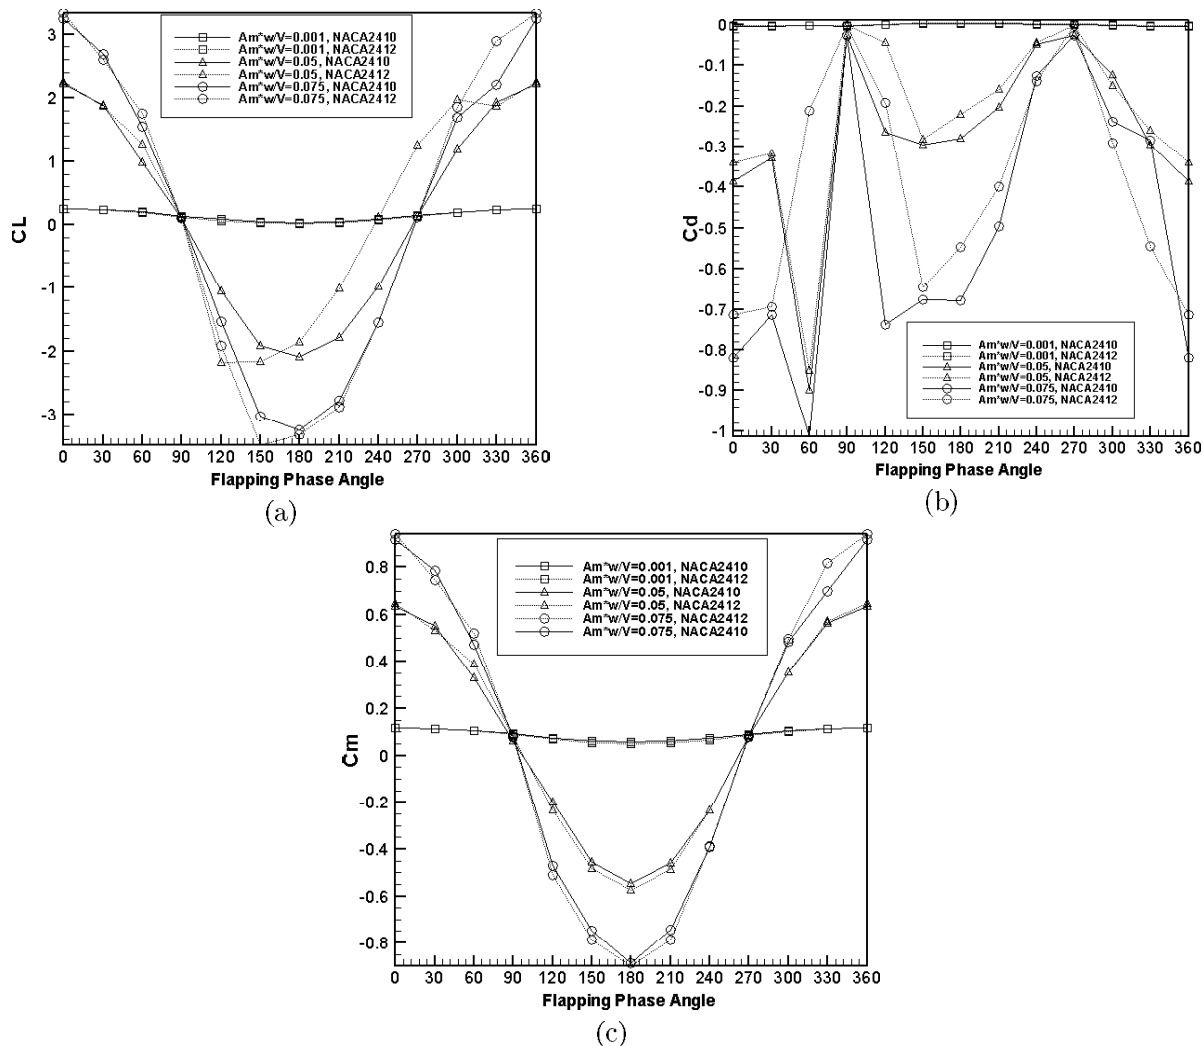 CL
3
2
1
0
-1
-2
-3
Am*w/V=0.001, NACA2410
Am*w/V=0.001, NACA2412
Am*w/V=0.05, NACA2410
Am*w/V=0.05, NACA2412
Am*w/V=0.075, NACA2410
Am*w/V=0.075, NACA2412
0 30 60 90 120 150 180 210 240 270 300 330 360
Flapping Phase Angle
(a)
Cd
0
-0.1
-0.2
-0.3
-0.4
-0.5
-0.6
-0.7
-0.8
-0.9
-1
Am*w/V=0.001, NACA2410
Am*w/V=0.001, NACA2412
Am*w/V=0.05, NACA2410
Am*w/V=0.05, NACA2412
Am*w/V=0.075, NACA2410
Am*w/V=0.075, NACA2412
0 30 60 90 120 150 180 210 240 270 300 330 360
Flapping Phase Angle
(b)
Cm
0.8
0.6
0.4
0.2
0
-0.2
-0.4
-0.6
-0.8
Am*w/V=0.001, NACA2410
Am*w/V=0.001, NACA2412
Am*w/V=0.05, NACA2410
Am*w/V=0.05, NACA2412
Am*w/V=0.075, NACA2412
Am*w/V=0.075, NACA2410
0 30 60 90 120 150 180 210 240 270 300 330 360
Flapping Phase Angle
(c)